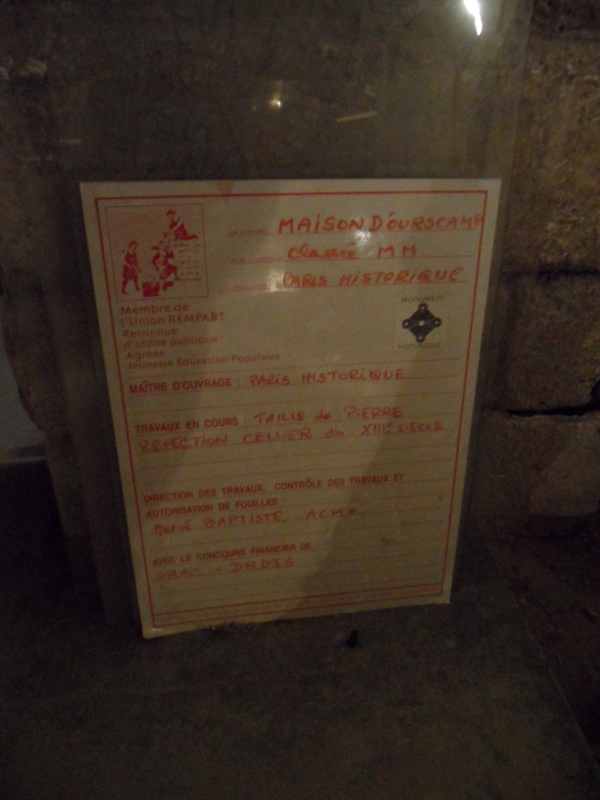 MAISON D'OURSCAMP
Classé M H
PARIS HISTORIQUE
Membre de
l'Union REMPART
Reconnue
d'utilité publique
Agréée
Jeunesse Education Populaire
MONUMENT
HISTORIQUE
MAÎTRE D'OUVRAGE : PARIS HISTORIQUE
TRAVAUX EN COURS : TAILLE de PIERRE
REFECTION CELLIER du XIIIe SIECLE
DIRECTION DES TRAVAUX, CONTRÔLE DES TRAVAUX ET
AUTORISATION DE FOUILLES :
HERVÉ BAPTISTE, ACMH.
AVEC LE CONCOURS FINANCIER DE :
DRAC - DRDJS